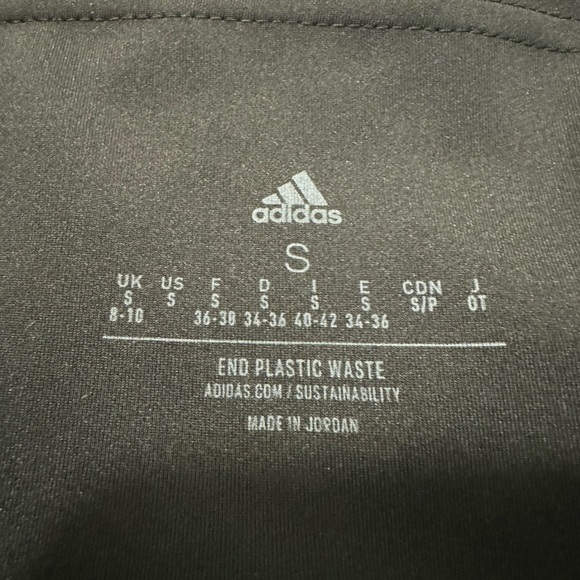 adidas
S
UK US F D I E CDN J
S S S S S S S/P OT
8-10 36-38 34-36 40-42 34-36
END PLASTIC WASTE
ADIDAS.COM / SUSTAINABILITY
MADE IN JORDAN